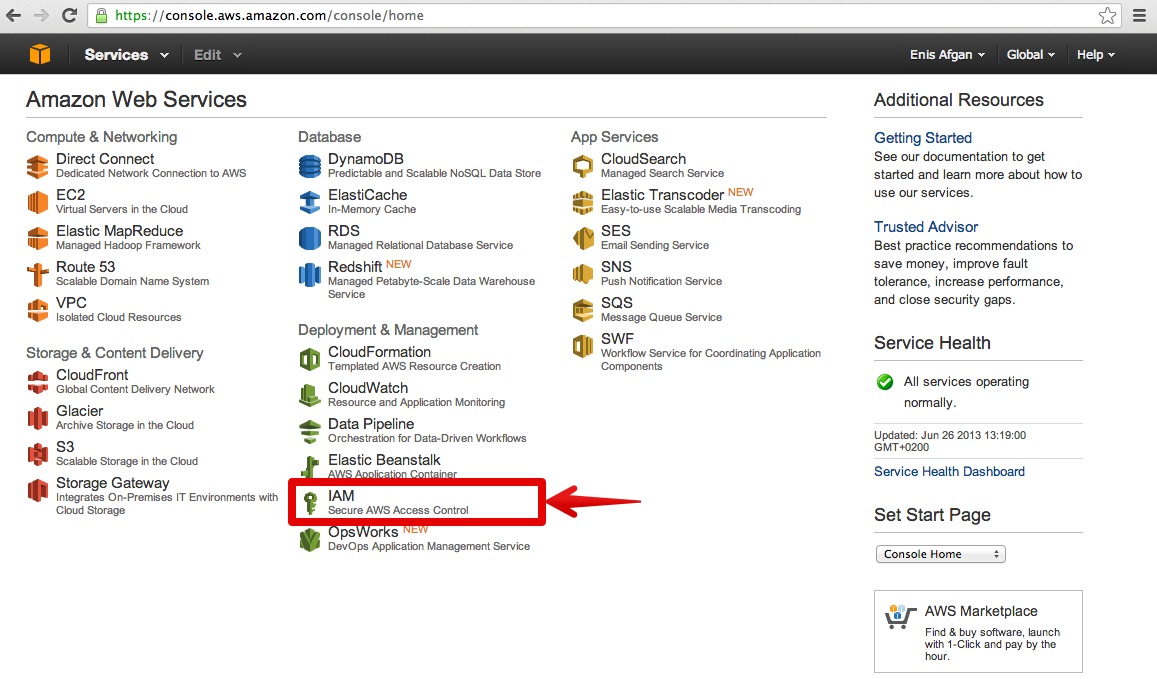 https://console.aws.amazon.com/console/home
Services Edit Enis Afgan Global Help
Amazon Web Services
Compute & Networking
Direct Connect
Dedicated Network Connection to AWS
EC2
Virtual Servers in the Cloud
Elastic MapReduce
Managed Hadoop Framework
Route 53
Scalable Domain Name System
VPC
Isolated Cloud Resources
Storage & Content Delivery
CloudFront
Global Content Delivery Network
Glacier
Archive Storage in the Cloud
S3
Scalable Storage in the Cloud
Storage Gateway
Integrates On-Premises IT Environments with
Cloud Storage
Database
DynamoDB
Predictable and Scalable NoSQL Data Store
ElastiCache
In-Memory Cache
RDS
Managed Relational Database Service
Redshift NEW
Managed Petabyte-Scale Data Warehouse
Service
Deployment & Management
CloudFormation
Templated AWS Resource Creation
CloudWatch
Resource and Application Monitoring
Data Pipeline
Orchestration for Data-Driven Workflows
Elastic Beanstalk
AWS Application Container
IAM
Secure AWS Access Control
OpsWorks NEW
DevOps Application Management Service
App Services
CloudSearch
Managed Search Service
Elastic Transcoder NEW
Easy-to-use Scalable Media Transcoding
SES
Email Sending Service
SNS
Push Notification Service
SQS
Message Queue Service
SWF
Workflow Service for Coordinating Application
Components
Additional Resources
Getting Started
See our documentation to get
started and learn more about how to
use our services.
Trusted Advisor
Best practice recommendations to
save money, improve fault
tolerance, increase performance,
and close security gaps.
Service Health
All services operating
normally.
Updated: Jun 26 2013 13:19:00
GMT+0200
Service Health Dashboard
Set Start Page
Console Home
AWS Marketplace
Find & buy software, launch
with 1-Click and pay by the
hour.